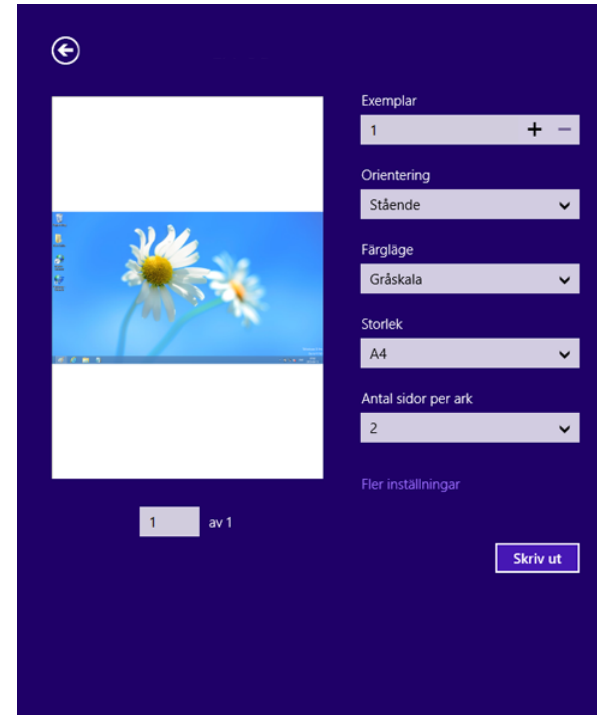 Exemplar
1
Orientering
Stående
Färgläge
Gråskala
Storlek
A4
Antal sidor per ark
2
Fler inställningar
1 av 1
Skriv ut